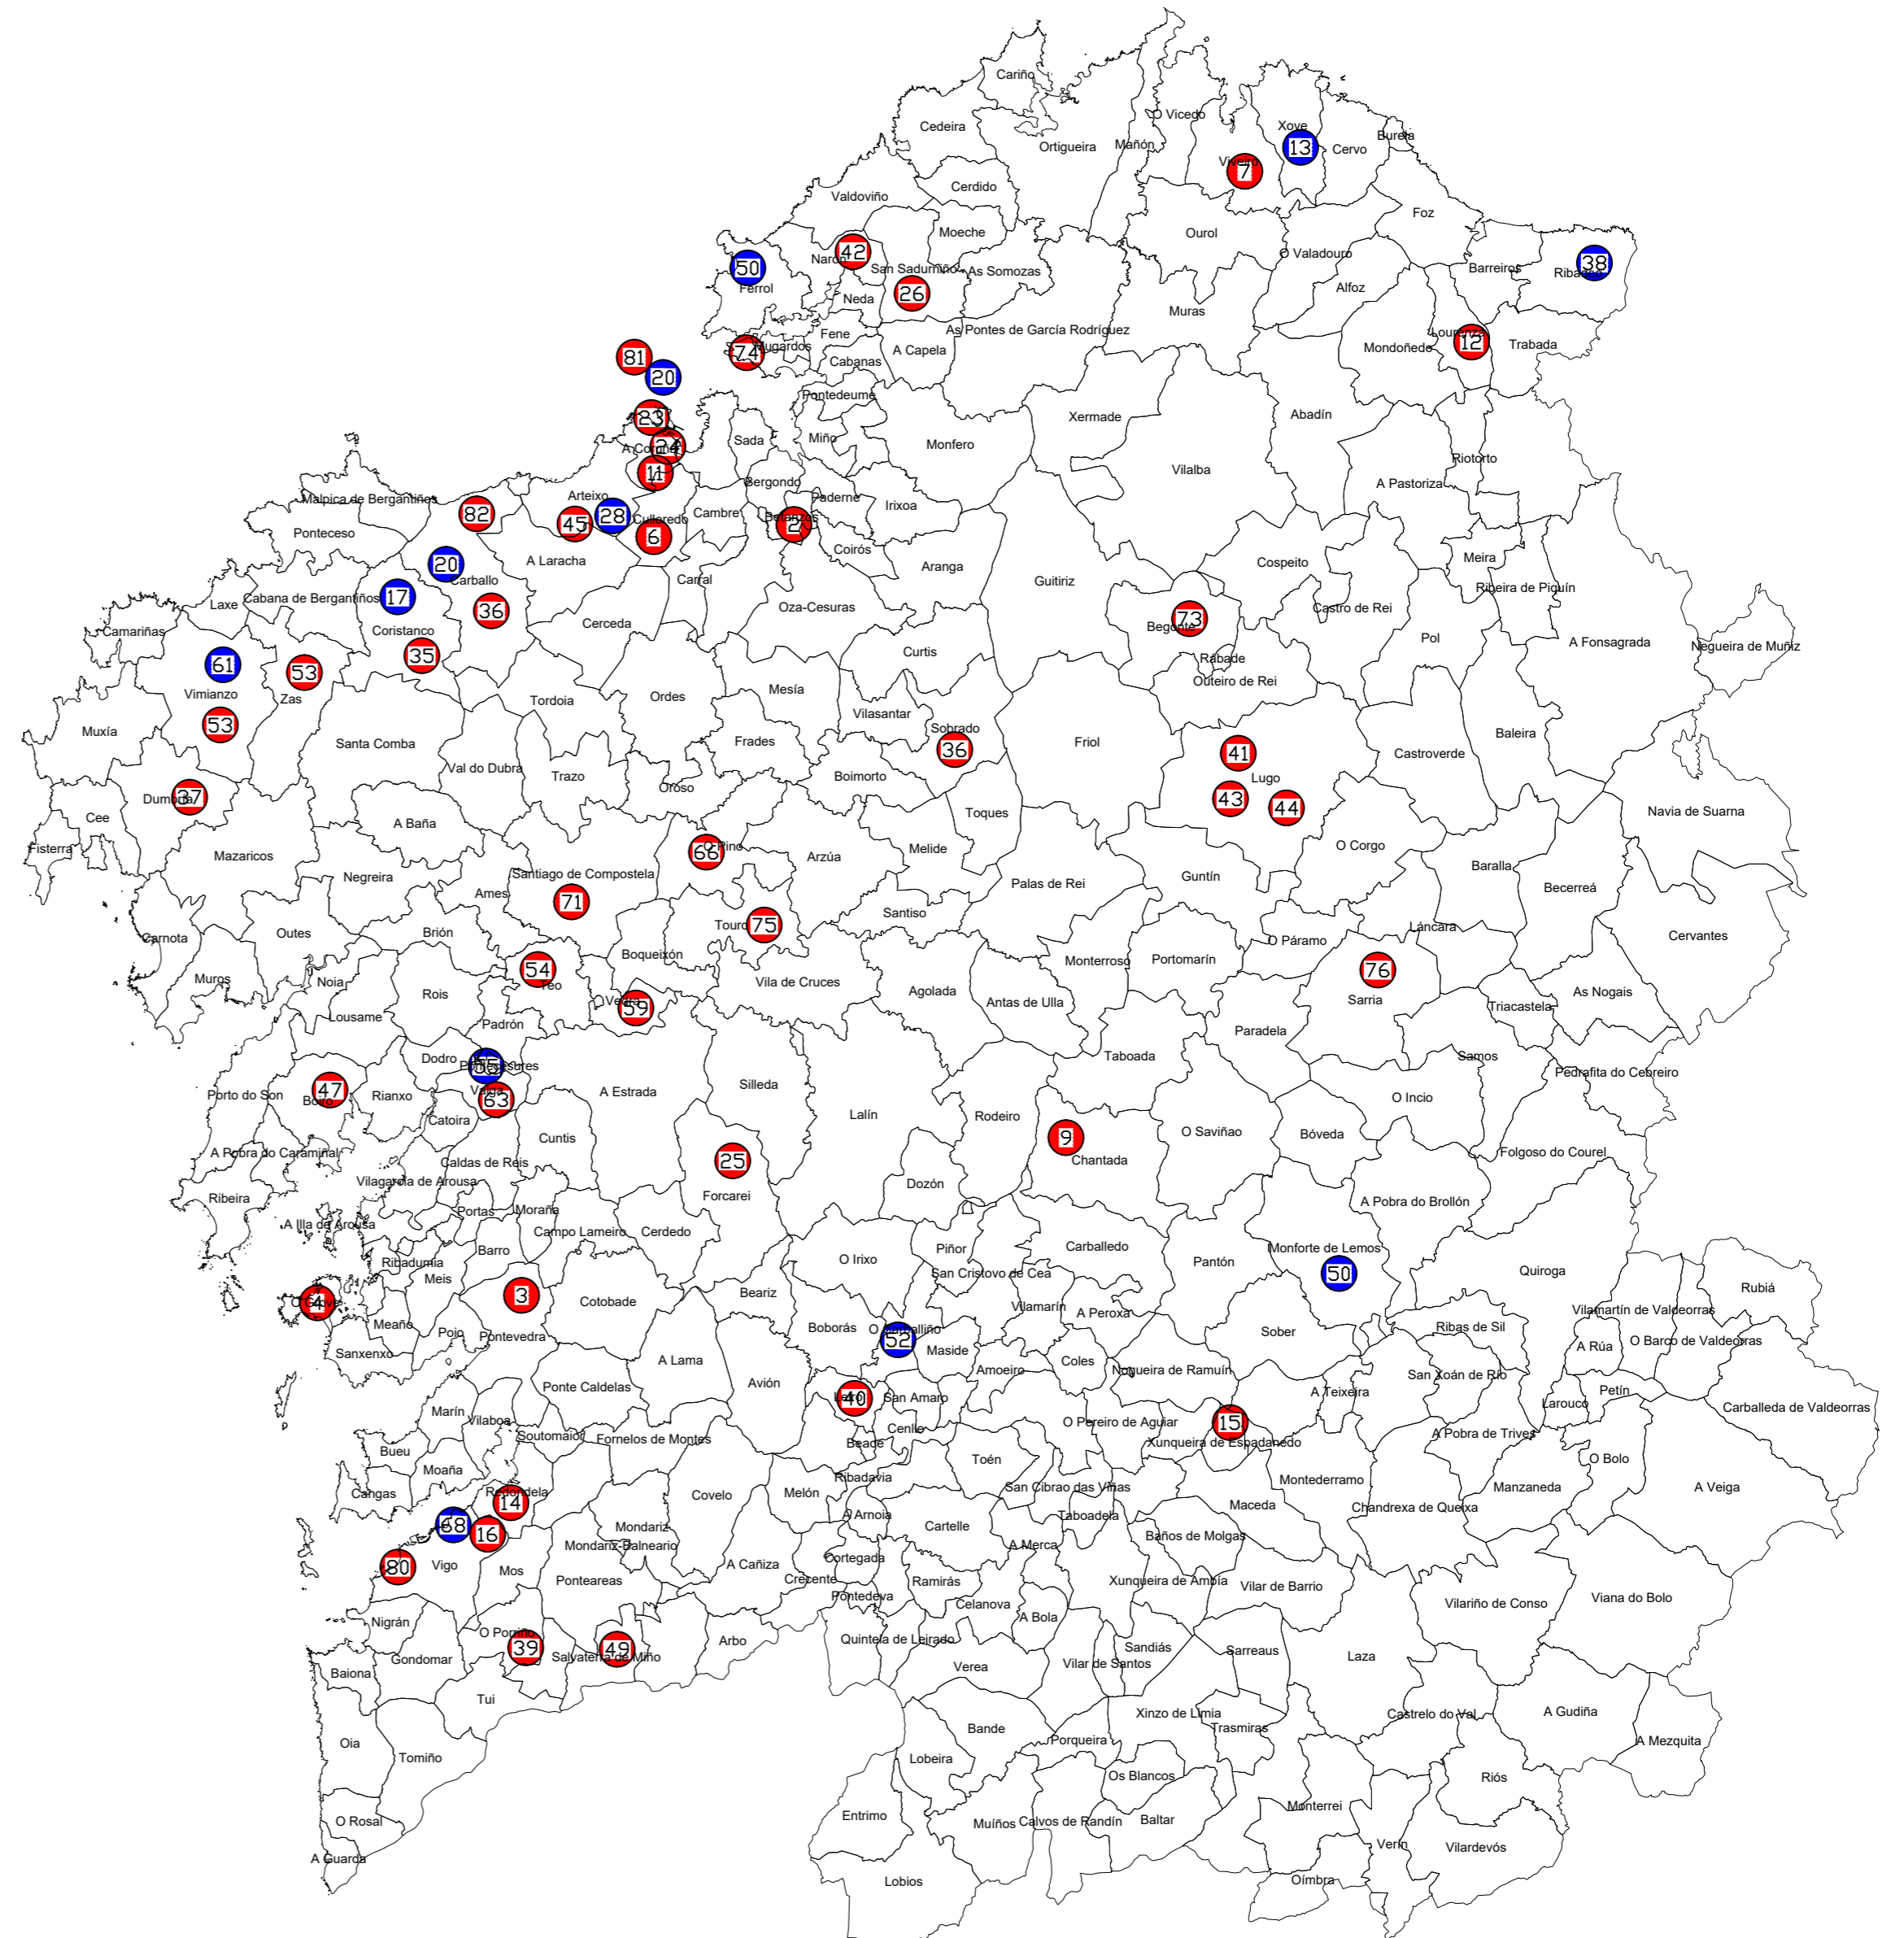 Cariño
Cedeira
O Vicedo
Xove
Bureia
Ortigueira
Mañón
13
Cervo
Viveiro
7
Cerdido
Valdoviño
Foz
Moeche
Ourol
42
Narón
O Valadouro
50
San Sadurniño
As Somozas
Barreiros
38
Ferrol
26
Alfoz
Neda
Muras
As Pontes de García Rodríguez
Fene
Lourenzá
12
Trabada
Mugardos
74
A Capela
Mondoñedo
81
Cabanas
20
Pontedeume
Xermade
Abadín
23
Sada
Miño
Monfero
24
A Coruña
Riotorto
11
Vilalba
Bergondo
A Pastoriza
Malpica de Bergantiños
Arteixo
Paderne
Irixoa
82
28
Cambre
45
Culleredo
Betanzos
2
Ponteceso
6
Coirós
Meira
A Laracha
20
Aranga
Cospeito
Carballo
Carral
Guitiriz
Ribeira de Piquín
Laxe
Cabana de Bergantiños
17
36
Oza-Cesuras
Castro de Rei
Camariñas
Coristanco
Cerceda
73
Begonte
Pol
A Fonsagrada
Negueira de Muñiz
35
Curtis
61
53
Rábade
Outeiro de Rei
Vimianzo
Zas
Tordoia
Ordes
Mesía
53
Vilasantar
Sobrado
Muxía
Santa Comba
Frades
36
Friol
41
Castroverde
Baleira
Val do Dubra
Trazo
Boimorto
Lugo
Oroso
Dumbría
37
43
44
Cee
A Baña
Toques
Navia de Suarna
Fisterra
Mazaricos
66
O Pino
Arzúa
Melide
O Corgo
Baralla
Negreira
Santiago de Compostela
Guntín
Becerreá
Ames
71
Palas de Rei
Santiso
Touro
75
Outes
Brión
Láncara
Carnota
O Páramo
Cervantes
Boqueixón
Monterroso
Portomarín
54
76
Muros
Noia
Teo
Vila de Cruces
Rois
Agolada
As Nogais
Antas de Ulla
Sarria
Vedra
59
Triacastela
Lousame
Padrón
Paradela
Dodro
55
Pontecesures
Taboada
Samos
Pedrafita do Cebreiro
47
Porto do Son
Boiro
Rianxo
Valga
63
A Estrada
Silleda
Lalín
Rodeiro
O Incio
Catoira
Cuntis
9
O Saviñao
Bóveda
A Pobra do Caramiñal
Caldas de Reis
25
Chantada
Folgoso do Courel
Vilagarcía de Arousa
Dozón
Ribeira
Forcarei
A Pobra do Brollón
Portas
Moraña
A Illa de Arousa
Campo Lameiro
Cerdedo
Barro
O Irixo
Piñor
Carballedo
Monforte de Lemos
Ribadumia
Pantón
Meis
San Cristovo de Cea
50
Quiroga
Rubiá
Beariz
O Grove
4
3
Cotobade
Vilamarín
A Peroxa
Vilamartín de Valdeorras
Meaño
Poio
Pontevedra
Boborás
O Carballiño
52
Sober
Ribas de Sil
O Barco de Valdeorras
Sanxenxo
Maside
A Rúa
A Lama
Amoeiro
Coles
Nogueira de Ramuín
San Xoán de Río
Ponte Caldelas
Avión
Leiro
40
San Amaro
A Teixeira
Petín
Larouco
Carballeda de Valdeorras
Marín
Vilaboa
O Pereiro de Aguiar
15
Cenlle
A Pobra de Trives
Soutomaior
Fornelos de Montes
Beade
Xunqueira de Espadanedo
Bueu
Toén
O Bolo
Moaña
Ribadavia
Montederramo
San Cibrao das Viñas
Manzaneda
A Veiga
Cangas
Redondela
14
Covelo
Melón
Maceda
Chandrexa de Queixa
A Arnoia
Taboadela
68
16
Mondariz
Cartelle
Baños de Molgas
Mondariz-Balneario
A Merca
80
Vigo
Mos
A Cañiza
Cortegada
Ponteareas
Crecente
Ramirás
Xunqueira de Ambía
Vilar de Barrio
Pontedeva
Viana do Bolo
Celanova
Vilariño de Conso
A Bola
Nigrán
O Porriño
Arbo
Quintela de Leirado
39
49
Sandiás
Gondomar
Salvaterra de Miño
Sarreaus
Laza
Baiona
Verea
Vilar de Santos
Tui
Xinzo de Limia
Castrelo do Val
A Gudiña
Bande
Trasmiras
Oia
Porqueira
A Mezquita
Tomiño
Lobeira
Os Blancos
Riós
Monterrei
Entrimo
O Rosal
Muíños
Calvos de Randín
Baltar
Verín
Vilardevós
A Guarda
Lobios
Oímbra